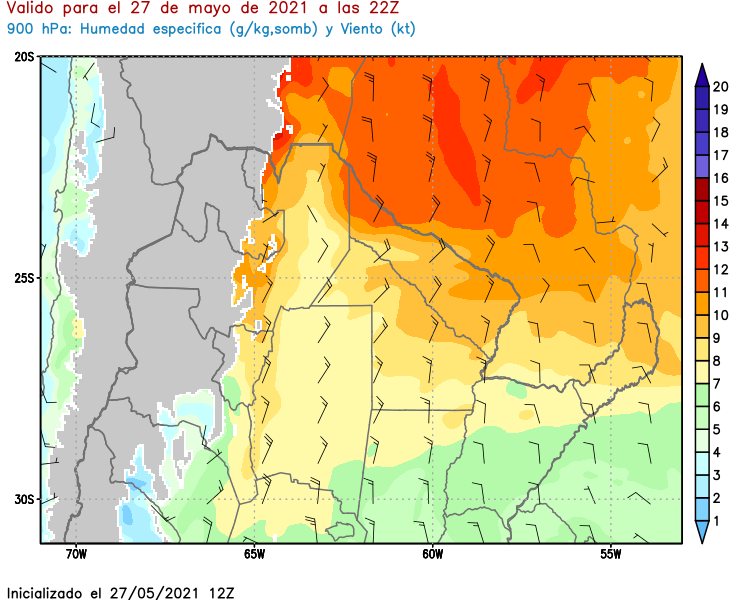 Valido para el 27 de mayo de 2021 a las 22Z
900 hPa: Humedad especifica (g/kg,somb) y Viento (kt)
20S
25S
30S
70W
65W
60W
55W
20
19
18
17
16
15
14
13
12
11
10
9
8
7
6
5
4
3
2
1
Inicializado el 27/05/2021 12Z